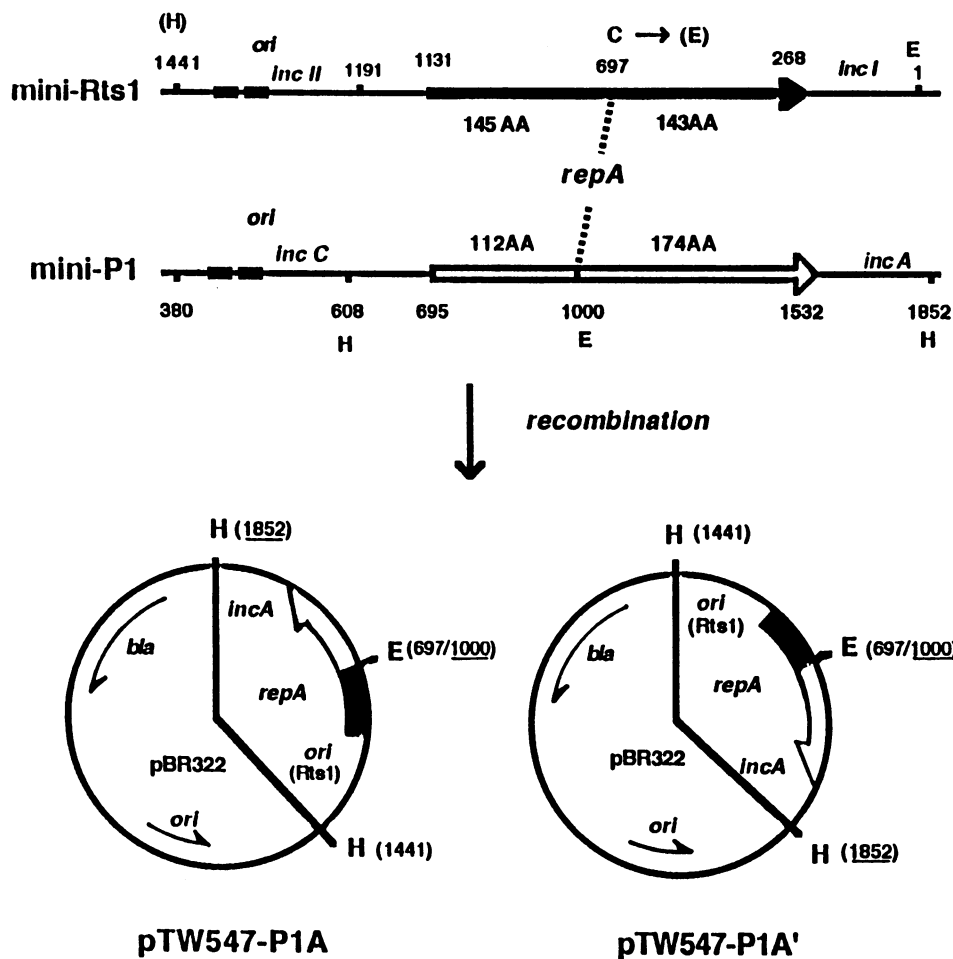 (H)
C → (E)
1441
ori
inc II
1191
1131
697
268
inc I
E
1
mini-Rts1
145 AA
143AA
repA
ori
mini-P1
inc C
112AA
174AA
inc A
380
608
695
1000
1532
1852
H
E
H
recombination
H (1852)
incA
bla
E (697/1000)
repA
pBR322
ori
(Rts1)
ori
H (1441)
pTW547-P1A
H (1441)
ori
(Rts1)
bla
E (697/1000)
repA
pBR322
incA
ori
H (1852)
pTW547-P1A'